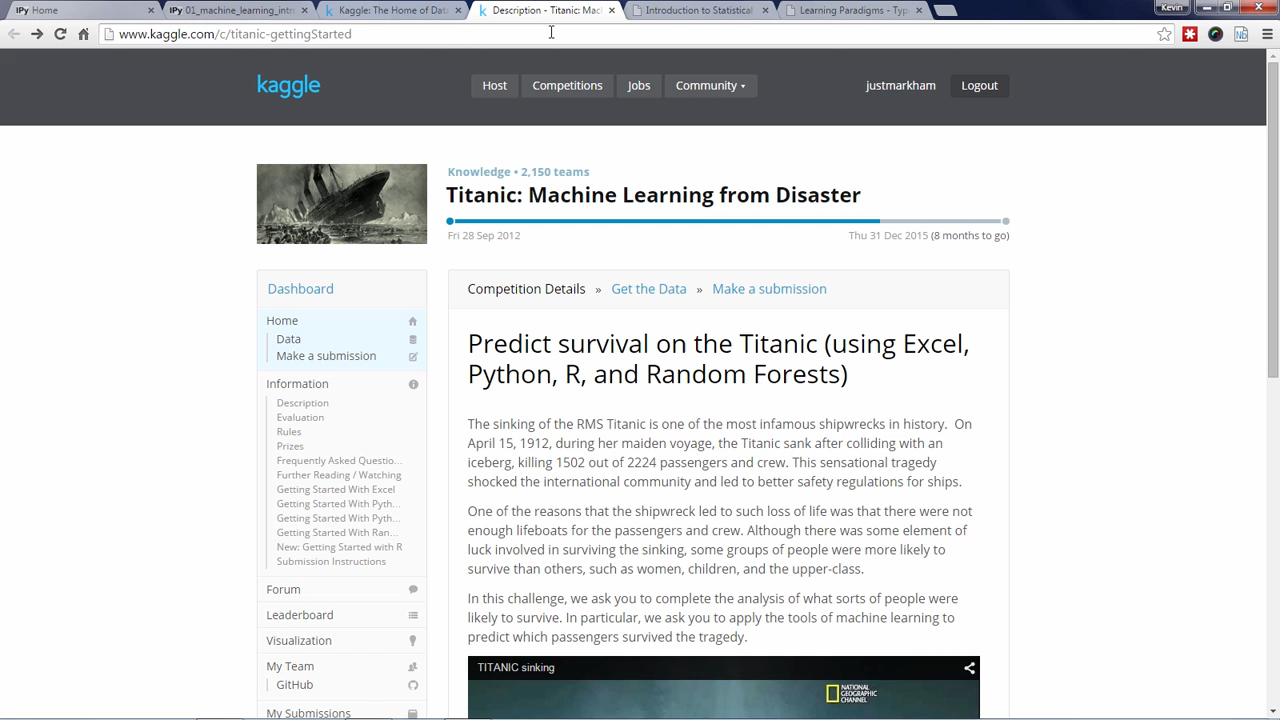 IPy Home
IPy 01_machine_learning_intr
Kaggle: The Home of Dat
Description - Titanic: Mac
Introduction to Statistical
Learning Paradigms - Typ
Kevin
www.kaggle.com/c/titanic-gettingStarted
kaggle
Host
Competitions
Jobs
Community
justmarkham
Logout
Knowledge • 2,150 teams
Titanic: Machine Learning from Disaster
Fri 28 Sep 2012
Thu 31 Dec 2015 (8 months to go)
Dashboard
Home
Data
Make a submission
Information
Description
Evaluation
Rules
Prizes
Frequently Asked Questio...
Further Reading / Watching
Getting Started With Excel
Getting Started With Pyth...
Getting Started With Pyth...
Getting Started With Ran...
New: Getting Started with R
Submission Instructions
Forum
Leaderboard
Visualization
My Team
GitHub
My Submissions
Competition Details » Get the Data » Make a submission
Predict survival on the Titanic (using Excel,
Python, R, and Random Forests)
The sinking of the RMS Titanic is one of the most infamous shipwrecks in history. On
April 15, 1912, during her maiden voyage, the Titanic sank after colliding with an
iceberg, killing 1502 out of 2224 passengers and crew. This sensational tragedy
shocked the international community and led to better safety regulations for ships.
One of the reasons that the shipwreck led to such loss of life was that there were not
enough lifeboats for the passengers and crew. Although there was some element of
luck involved in surviving the sinking, some groups of people were more likely to
survive than others, such as women, children, and the upper-class.
In this challenge, we ask you to complete the analysis of what sorts of people were
likely to survive. In particular, we ask you to apply the tools of machine learning to
predict which passengers survived the tragedy.
TITANIC sinking
NATIONAL
GEOGRAPHIC
CHANNEL